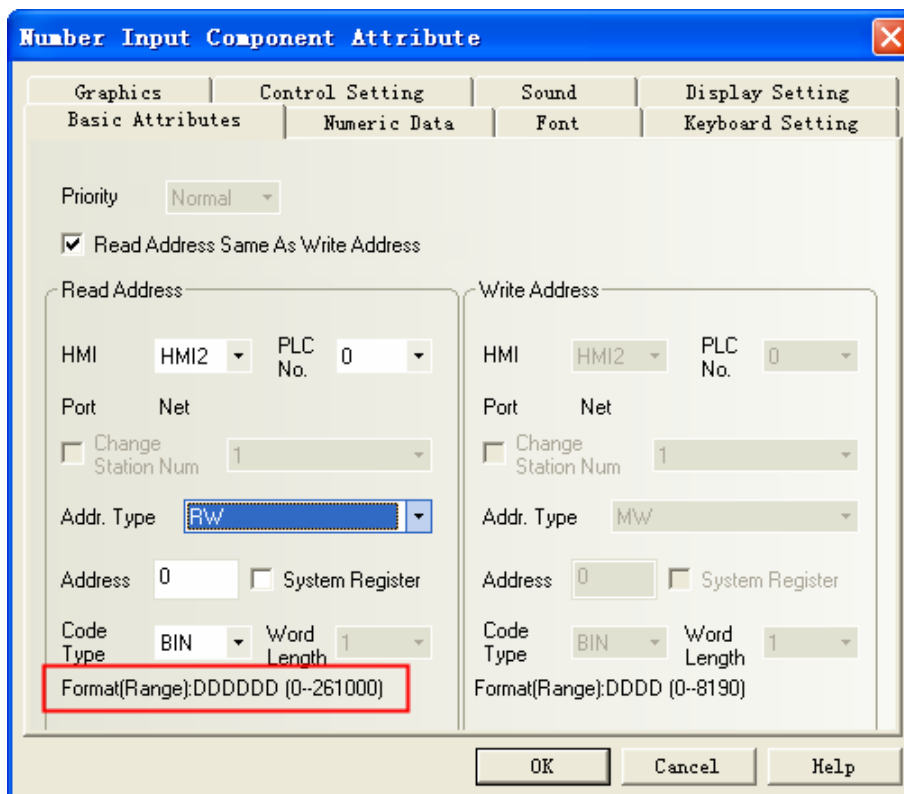 Number Input Component Attribute
Graphics Control Setting Sound Display Setting
Basic Attributes Numeric Data Font Keyboard Setting
Priority Normal
Read Address Same As Write Address
Read Address
HMI HMI2 PLC No. 0
Port Net
Change Station Num 1
Addr. Type RW
Address 0 System Register
Code Type BIN Word Length 1
Format(Range):DDDDDD (0--261000)
Write Address
HMI HMI2 PLC No. 0
Port Net
Change Station Num 1
Addr. Type MW
Address 0 System Register
Code Type BIN Word Length 1
Format(Range):DDDD (0--8190)
OK Cancel Help